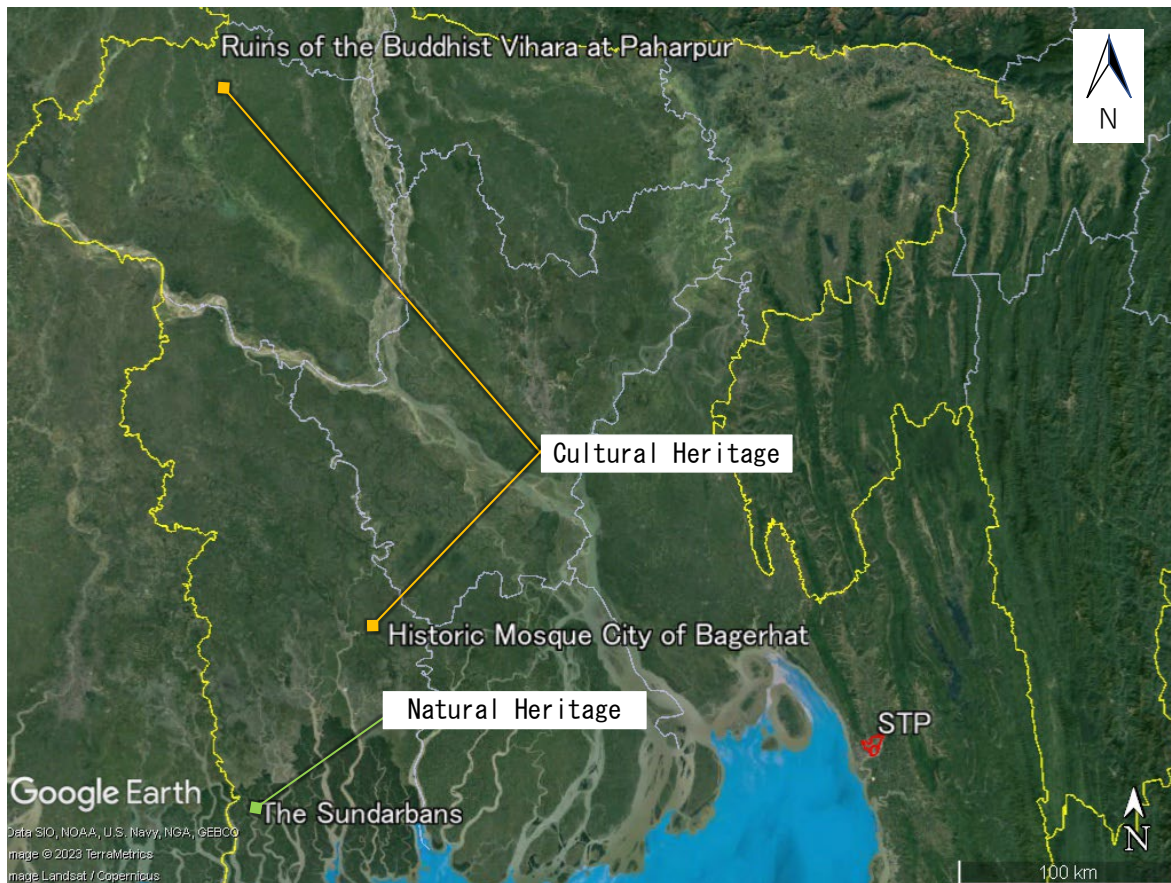 Ruins of the Buddhist Vihara at Paharpur
N
Cultural Heritage
Historic Mosque City of Bagerhat
Natural Heritage
STP
Google Earth
The Sundarbans
Data SIO, NOAA, U.S. Navy, NGA, GEBCO
mage © 2023 TerraMetrics
mage Landsat / Copernicus
N
100 km